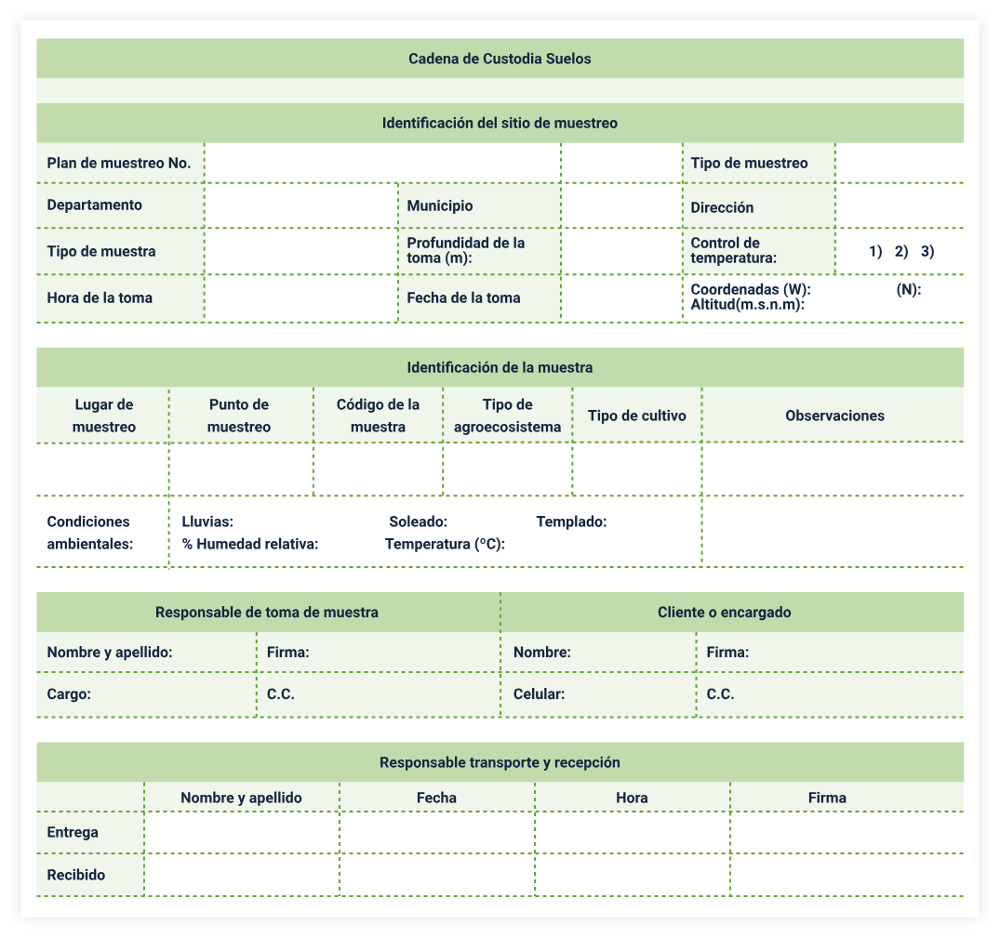 Cadena de Custodia Suelos
Identificación del sitio de muestreo
Plan de muestreo No.
Tipo de muestreo
Departamento
Municipio
Dirección
Tipo de muestra
Profundidad de la
toma (m):
Control de
temperatura:
1) 2) 3)
Hora de la toma
Fecha de la toma
Coordenadas (W): (N):
Altitud(m.s.n.m):
Identificación de la muestra
Lugar de
muestreo
Punto de
muestreo
Código de la
muestra
Tipo de
agroecosistema
Tipo de cultivo
Observaciones
Condiciones
ambientales:
Lluvias: Soleado: Templado:
% Humedad relativa: Temperatura (ºC):
Responsable de toma de muestra
Cliente o encargado
Nombre y apellido:
Firma:
Nombre:
Firma:
Cargo:
C.C.
Celular:
C.C.
Responsable transporte y recepción
Nombre y apellido
Fecha
Hora
Firma
Entrega
Recibido